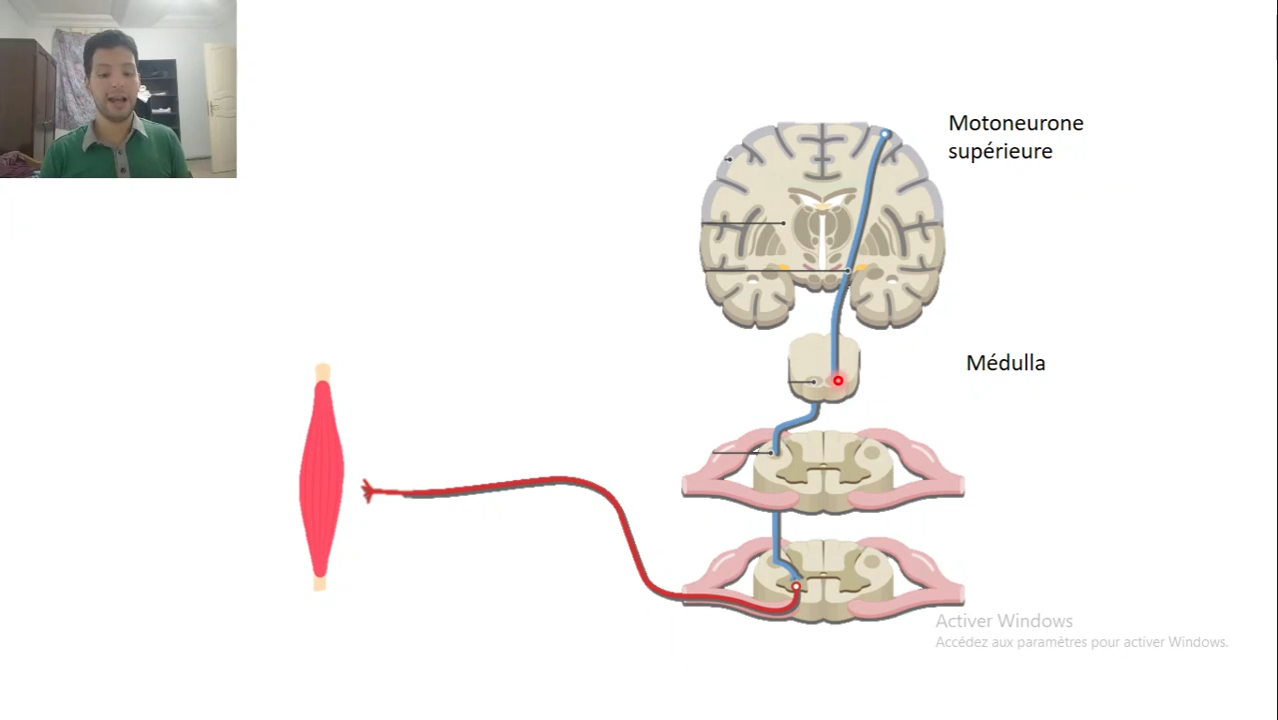 Motoneurone
supérieure
Médulla
Activer Windows
Accédez aux paramètres pour activer Windows.